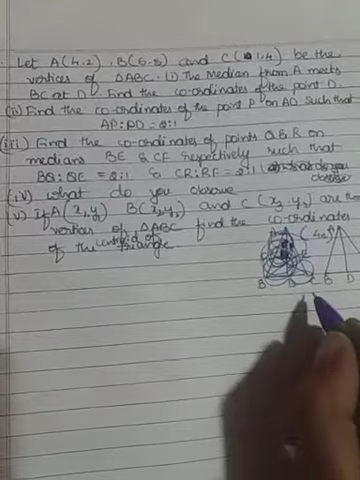 Let A(4.2), B(6.5) and C(1,4) be the
vertices of ΔABC. (i) The Median from A meets
BC at D. Find the co-ordinates of the point D.
(ii) Find the co-ordinates of the point P on AD such that
AP:PD = 2:1
(iii) Find the co-ordinates of points Q & R on
medians BE & CF respectively such that
BQ:QE = 2:1 & CR:RF = 2:1
(iv) what do you observe
(v) If A(x, y,) B(x₂,y₂) and C (x₃.y₃) are the
vertices of ΔABC find the co-ordinates
of the centroid of
triangle.
A (4,2) A
E
B D C B D